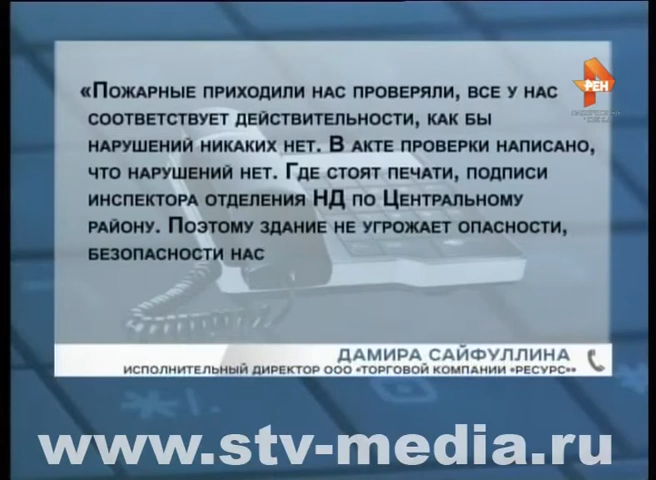 «Пожарные приходили нас проверяли, все у нас
соответствует действительности, как бы
нарушений никаких нет. В акте проверки написано,
что нарушений нет. Где стоят печати, подписи
инспектора отделения НД по Центральному
району. Поэтому здание не угрожает опасности,
безопасности нас
РЕН
ДАМИРА САЙФУЛЛИНА
ИСПОЛНИТЕЛЬНЫЙ ДИРЕКТОР ООО «ТОРГОВОЙ КОМПАНИИ «РЕСУРС»»
www.stv-media.ru